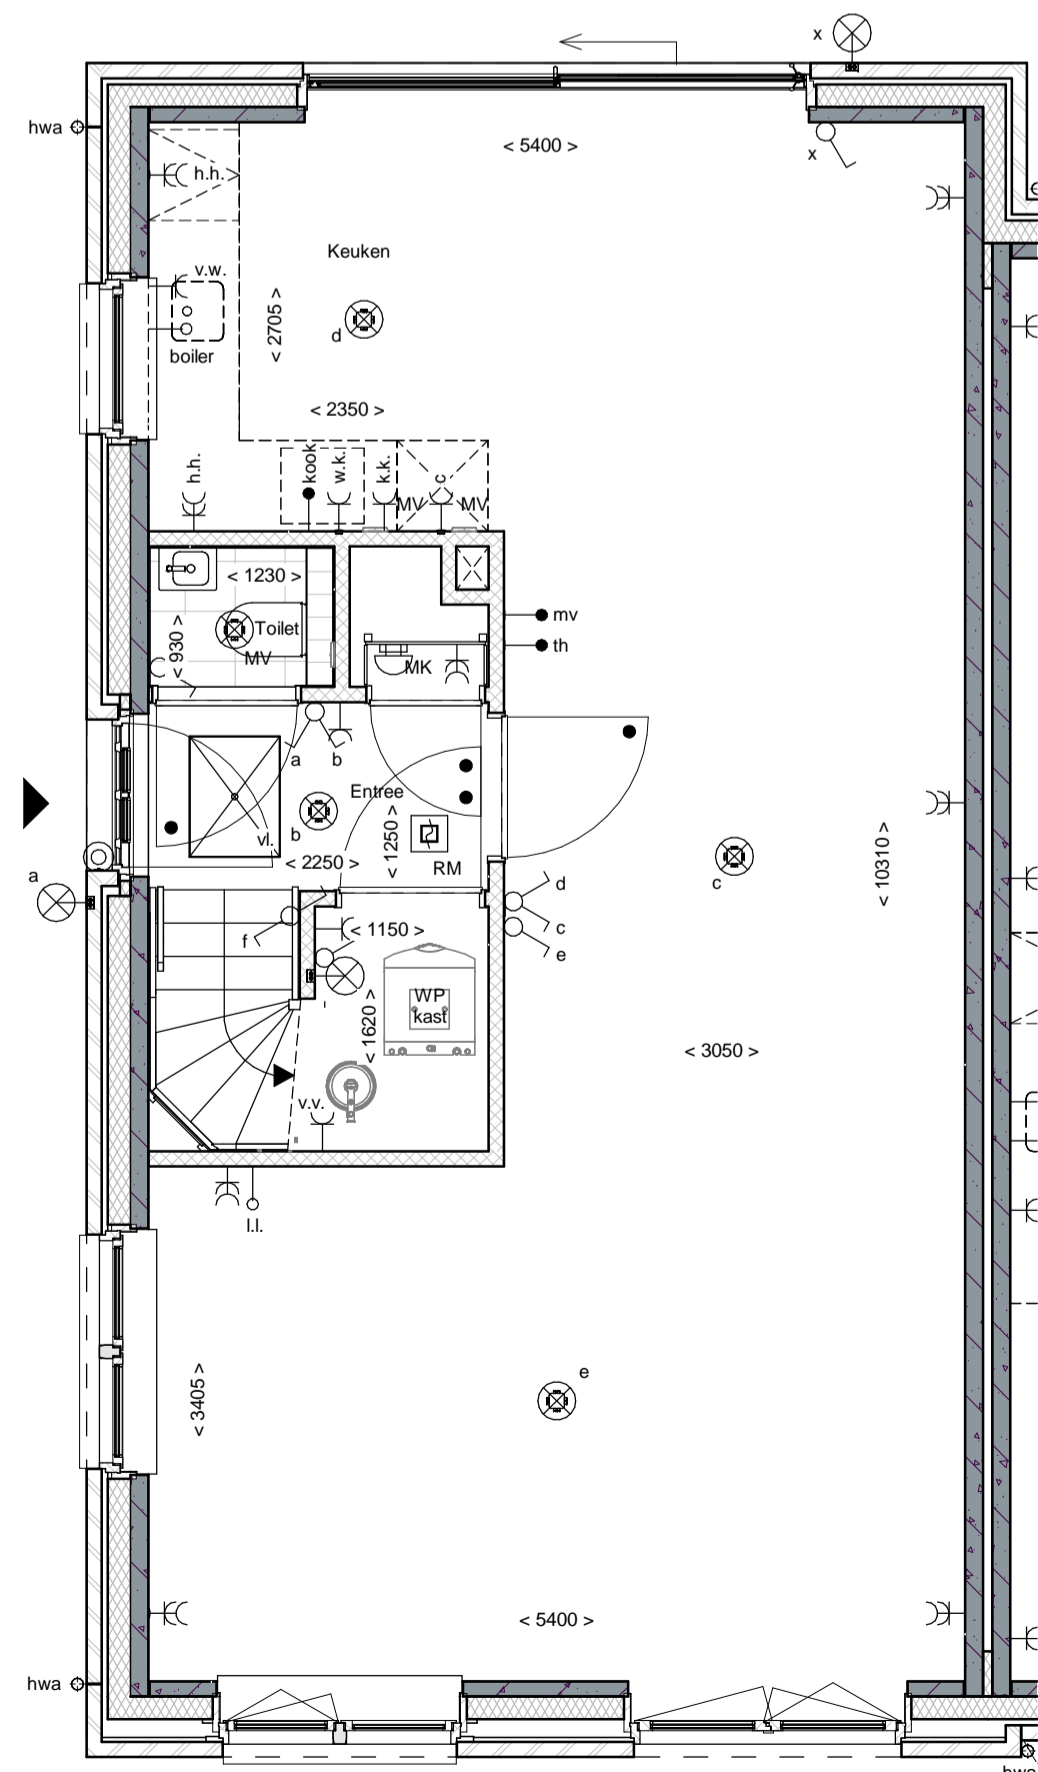 x
hwa
< 5400 >
x
h.h.
Keuken
v.w.
< 2705 >
d
boiler
< 2350 >
h.h.
kook
w.k.
k.k.
c
MV
MV
< 1230 >
mv
Toilet
< 930 >
th
MV
MK
a
b
Entree
vl.
b
< 1250 >
< 2250 >
RM
< 10310 >
a
c
d
f
< 1150 >
c
e
WP
kast
< 1620 >
< 3050 >
v.v.
l.l.
e
< 3405 >
< 5400 >
hwa
hwa